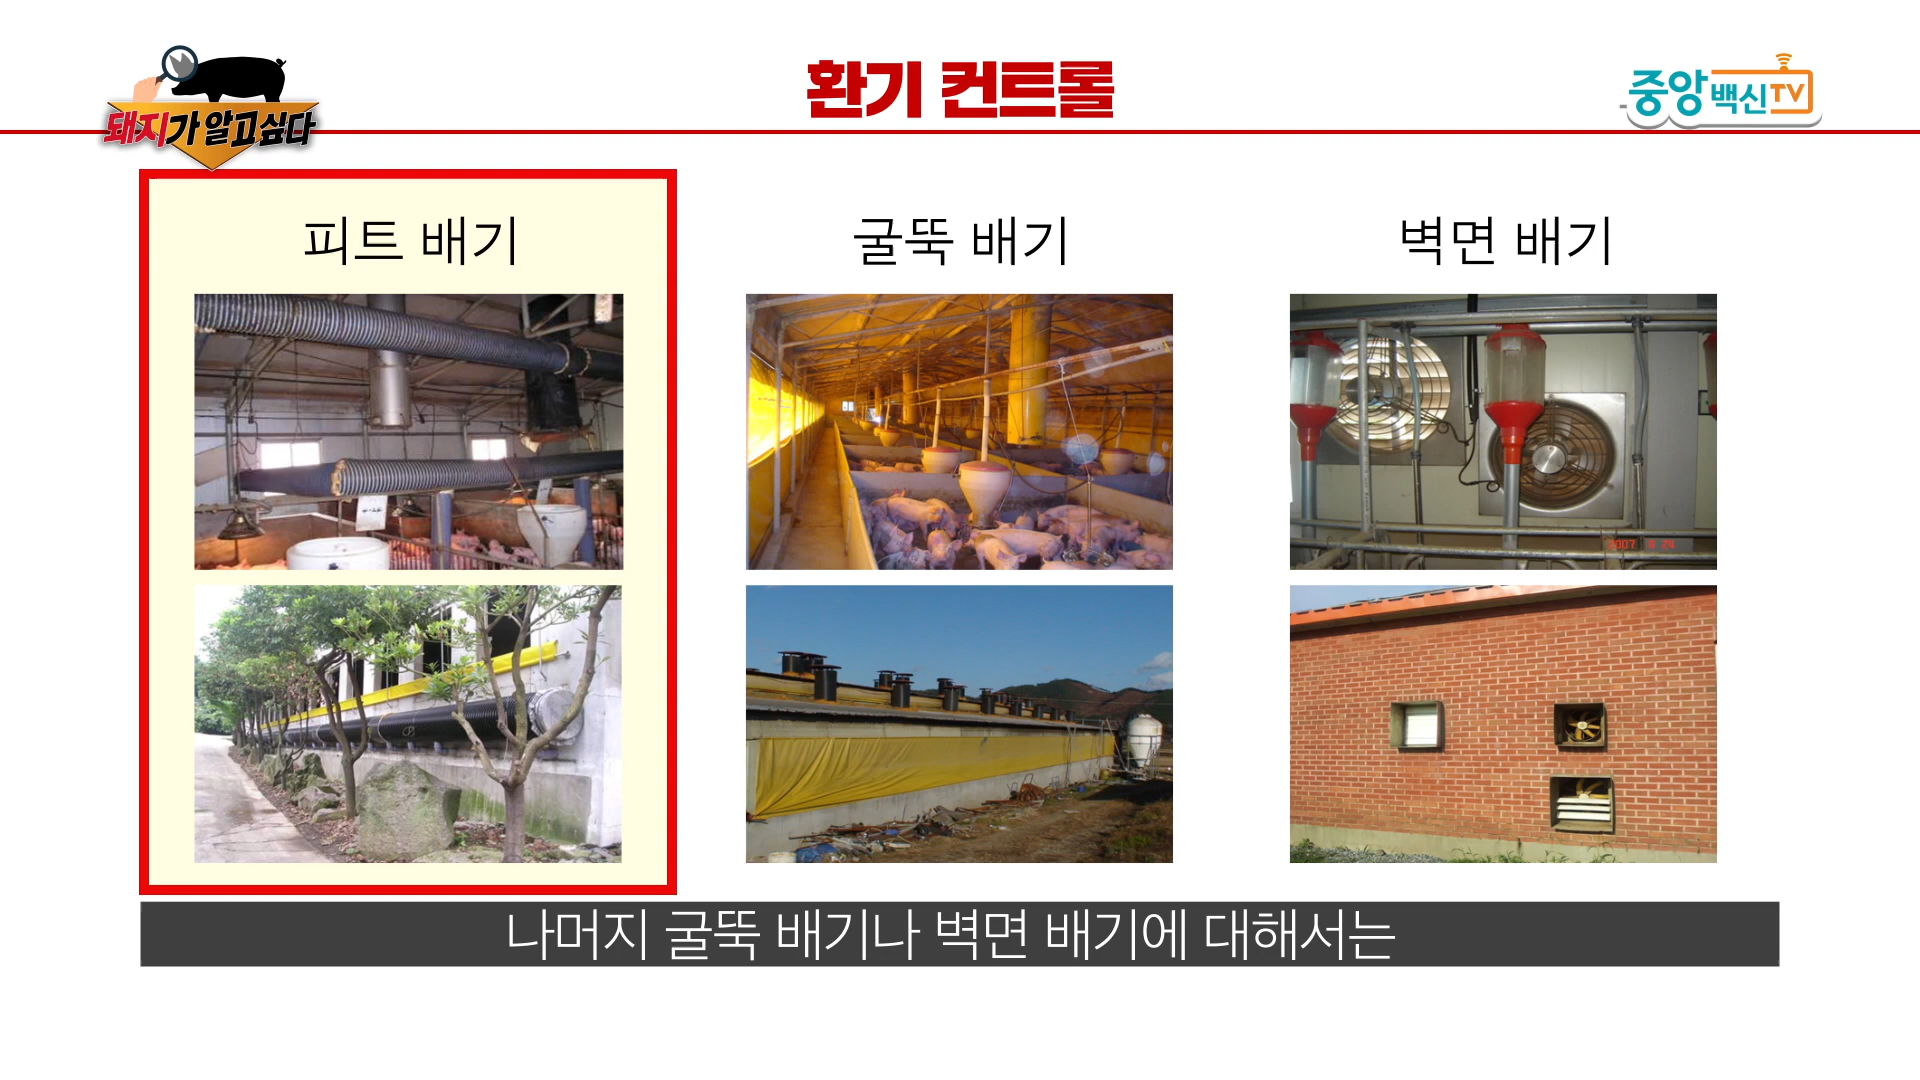 돼지가 알고싶다
환기 컨트롤
중앙백신TV
피트 배기
굴뚝 배기
벽면 배기
나머지 굴뚝 배기나 벽면 배기에 대해서는